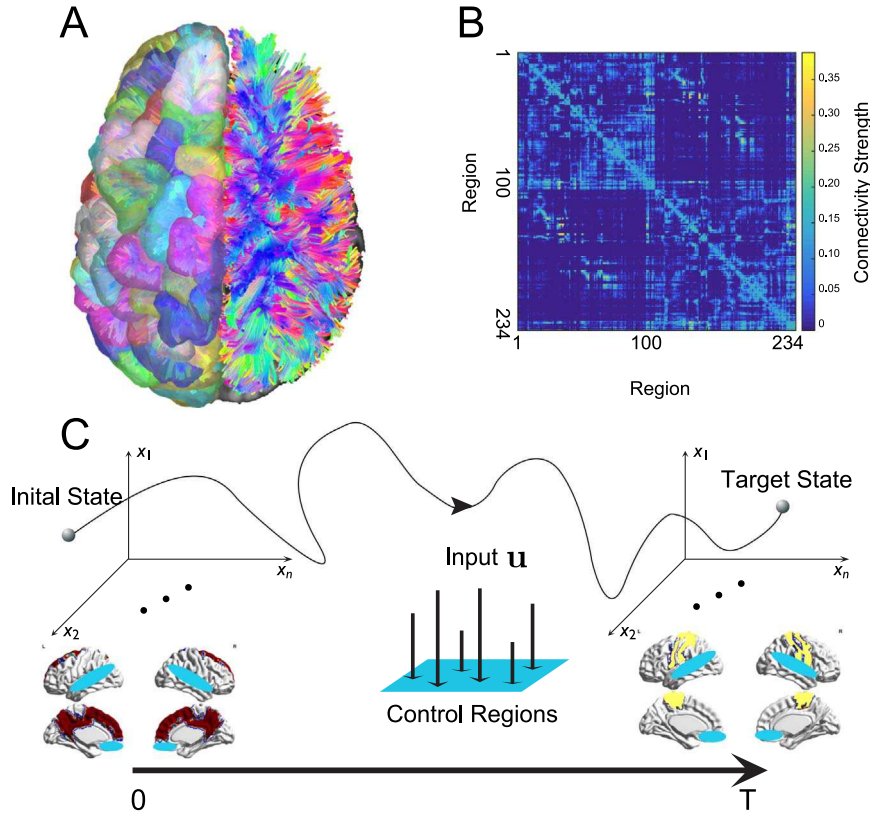 A
B
1
100
234
Region
1
100
234
Region
0,35
0.30
0.25
0.20
0.15
0.10
0.05
0
Connectivity Strength
C
x1
Inital State
xn
x2
Input u
Control Regions
x1
Target State
xn
x2
L
R
L
R
0
T